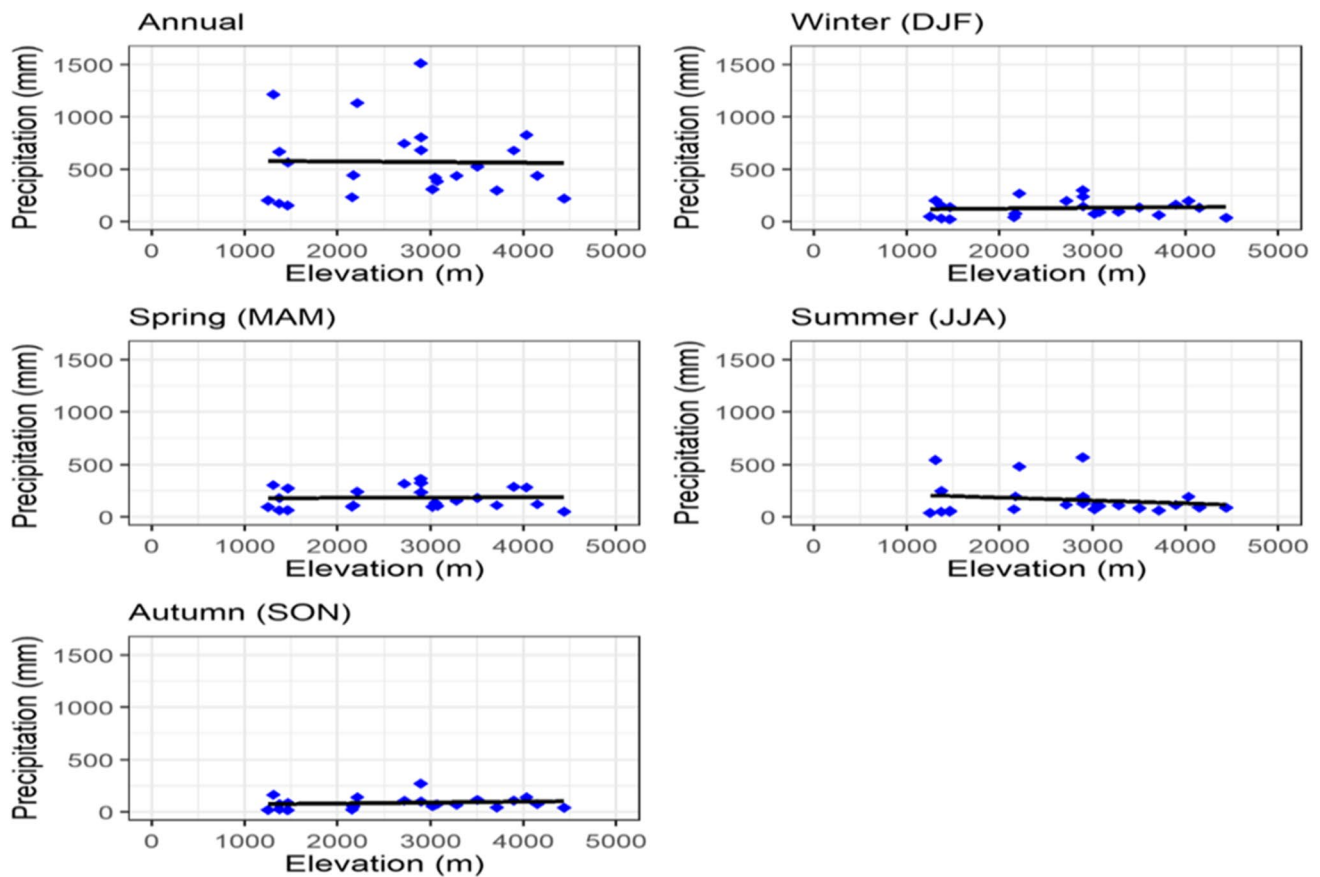 Annual
Precipitation (mm)
1500
1000
500
0
0 1000 2000 3000 4000 5000
Elevation (m)
Winter (DJF)
Precipitation (mm)
1500
1000
500
0
0 1000 2000 3000 4000 5000
Elevation (m)
Spring (MAM)
Precipitation (mm)
1500
1000
500
0
0 1000 2000 3000 4000 5000
Elevation (m)
Summer (JJA)
Precipitation (mm)
1500
1000
500
0
0 1000 2000 3000 4000 5000
Elevation (m)
Autumn (SON)
Precipitation (mm)
1500
1000
500
0
0 1000 2000 3000 4000 5000
Elevation (m)